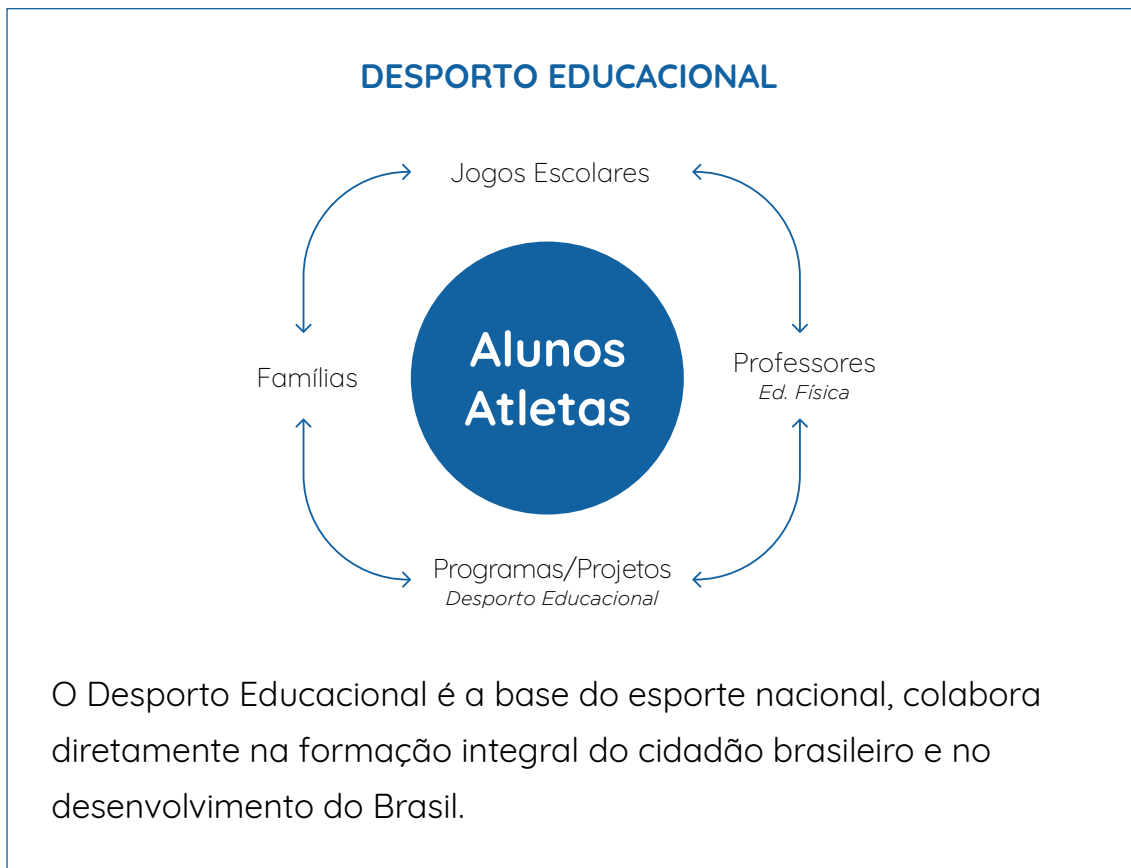 DESPORTO EDUCACIONAL
Jogos Escolares
Alunos
Atletas
Famílias
Professores
Ed. Física
Programas/Projetos
Desporto Educacional
O Desporto Educacional é a base do esporte nacional, colabora
diretamente na formação integral do cidadão brasileiro e no
desenvolvimento do Brasil.